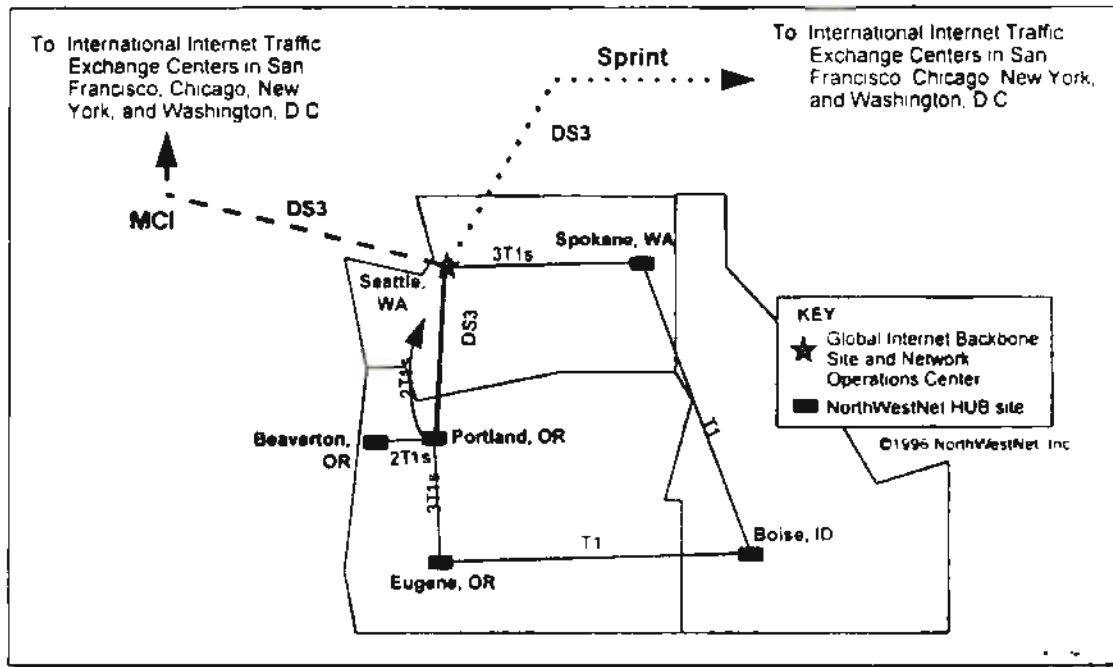 To International Internet Traffic
Exchange Centers in San
Francisco, Chicago, New
York, and Washington, D C
To International Internet Traffic
Exchange Centers in San
Francisco Chicago New York,
and Washington, D C
Sprint
DS3
MCI
DS3
Spokane, WA
3T1s
Seattle,
WA
DS3
2T1s
T1
KEY
Global Internet Backbone
Site and Network
Operations Center
NorthWestNet HUB site
©1996 NorthWestNet, Inc
Beaverton,
OR
Portland, OR
2T1s
3T1s
T1
Boise, ID
Eugene, OR